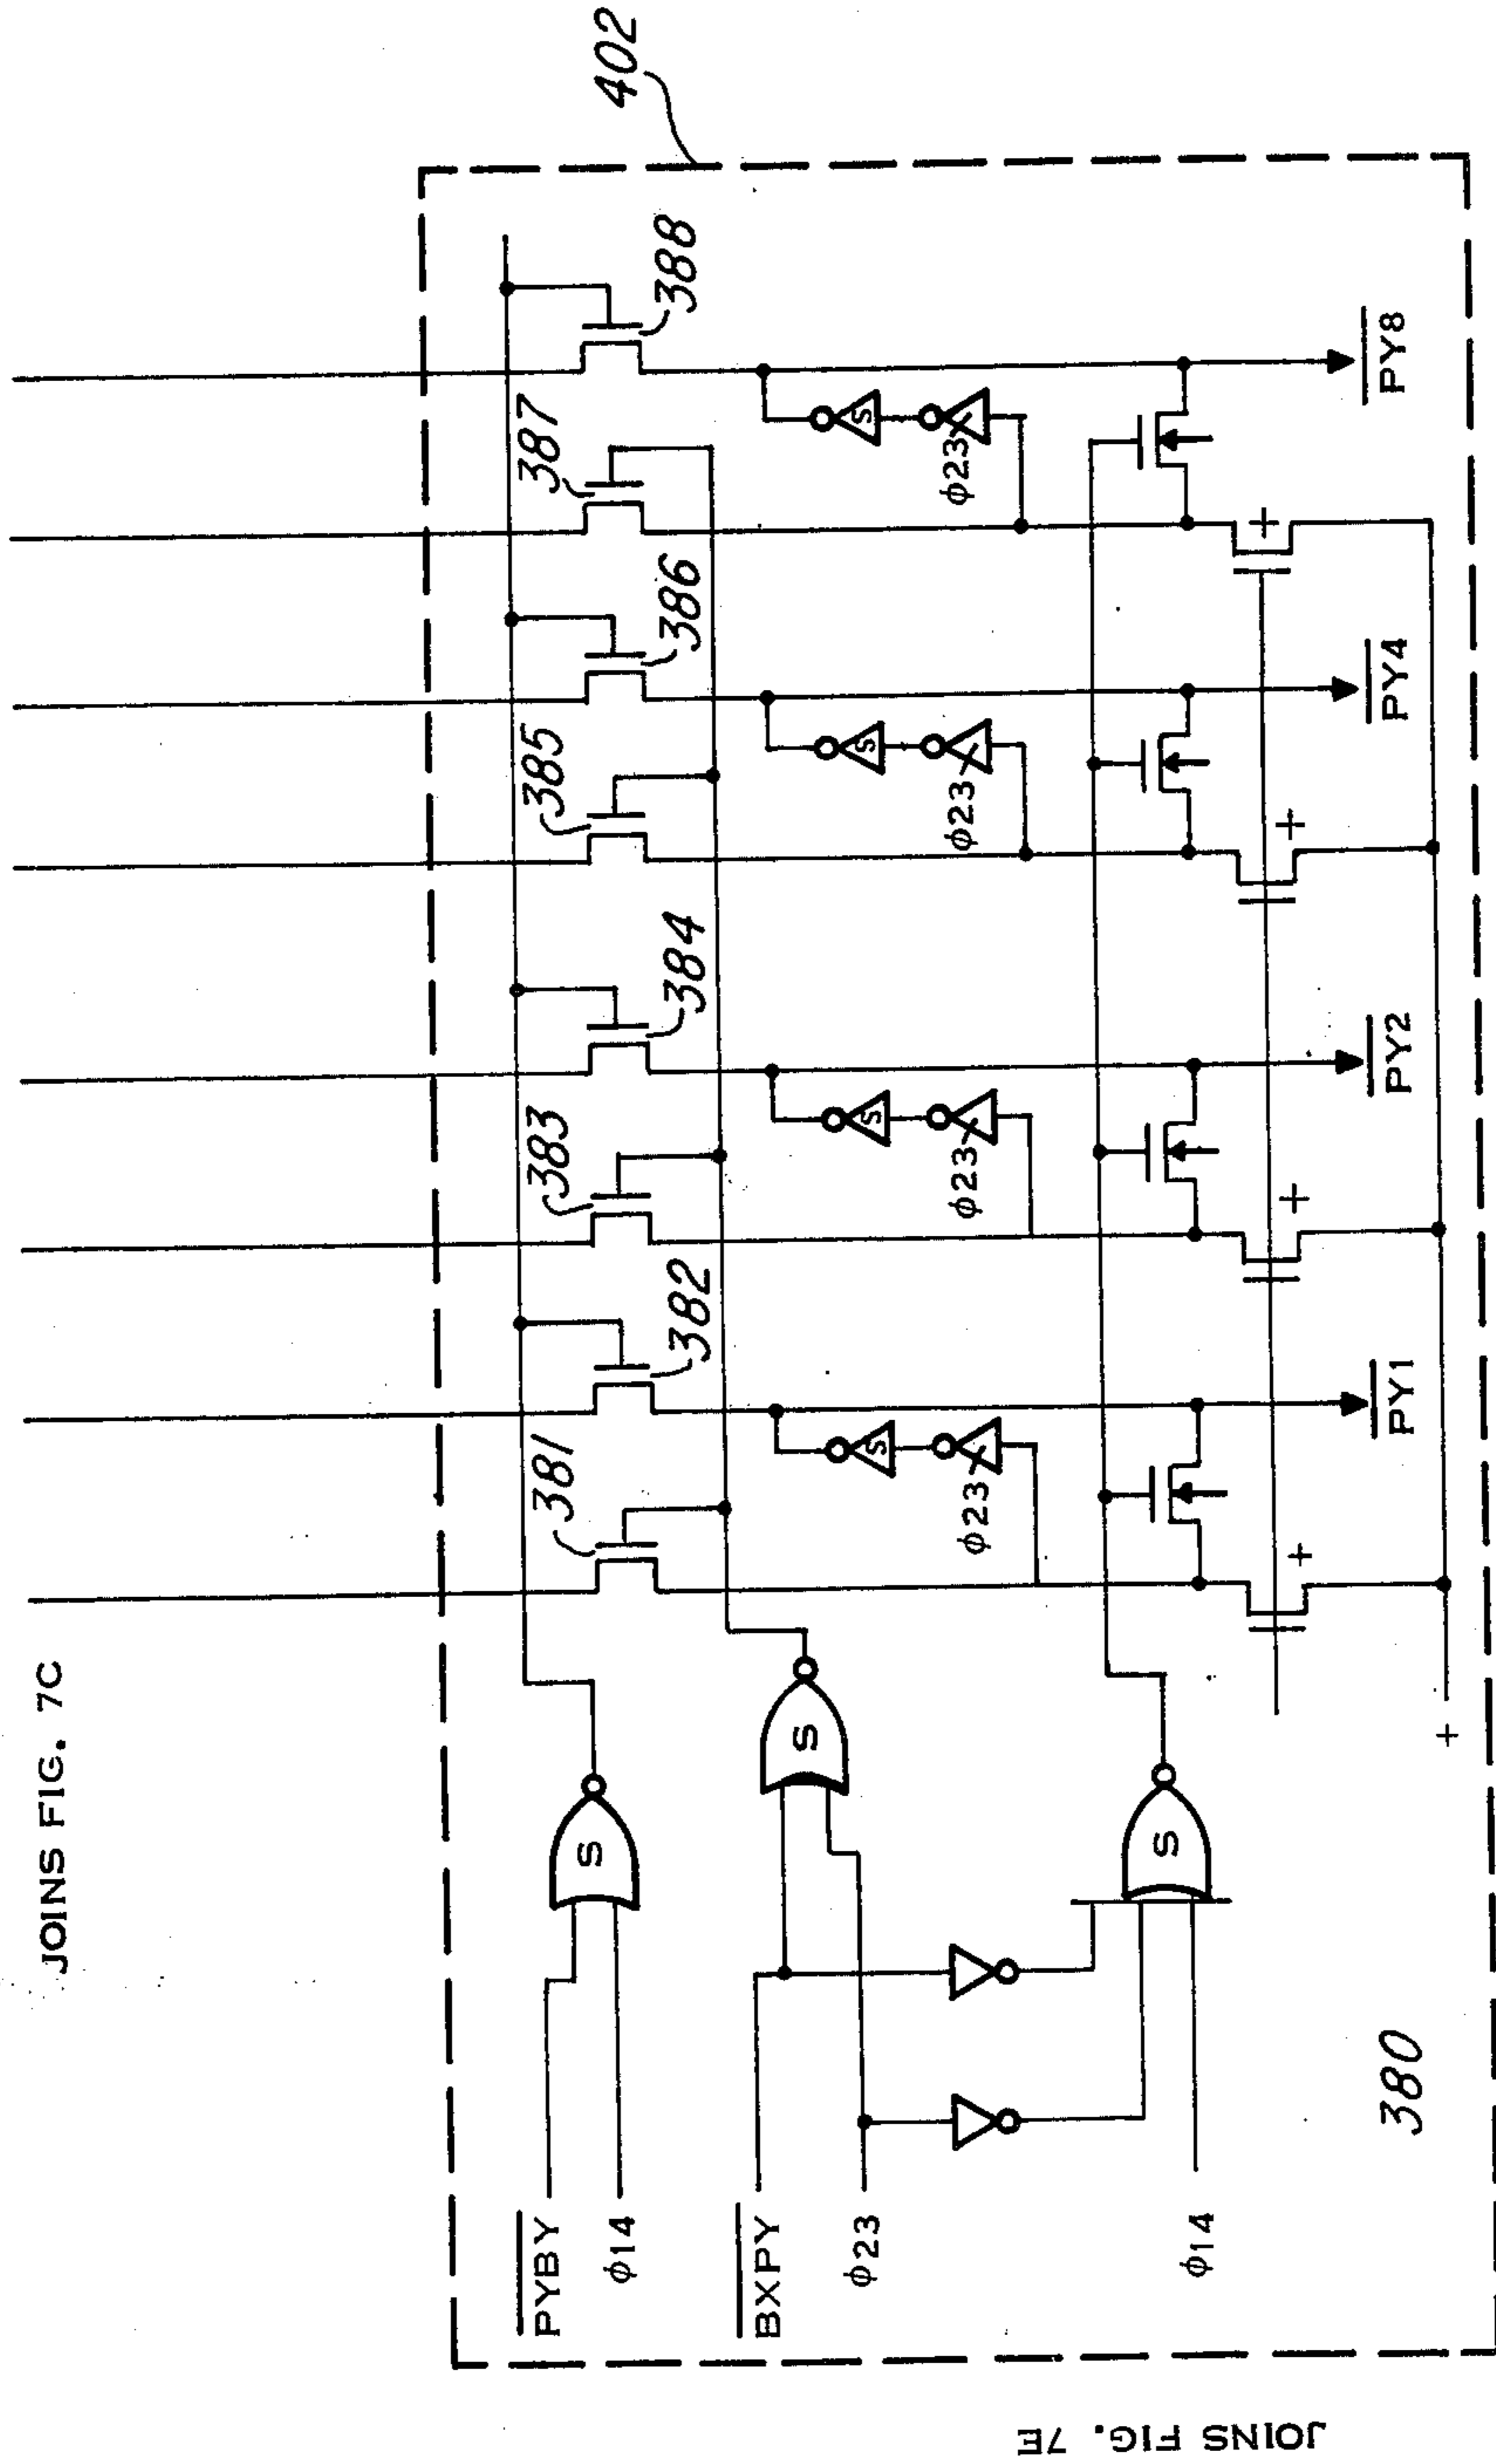 JOINS FIG. 7C
402
381
382
383
384
385
386
387
388
S
S
S
S
φ23
φ23
φ23
φ23
PYBY
φ14
S
BXPY
φ23
S
φ14
S
+
+
+
+
+
PY1
PY2
PY4
PY8
380
JOINS FIG. 7E